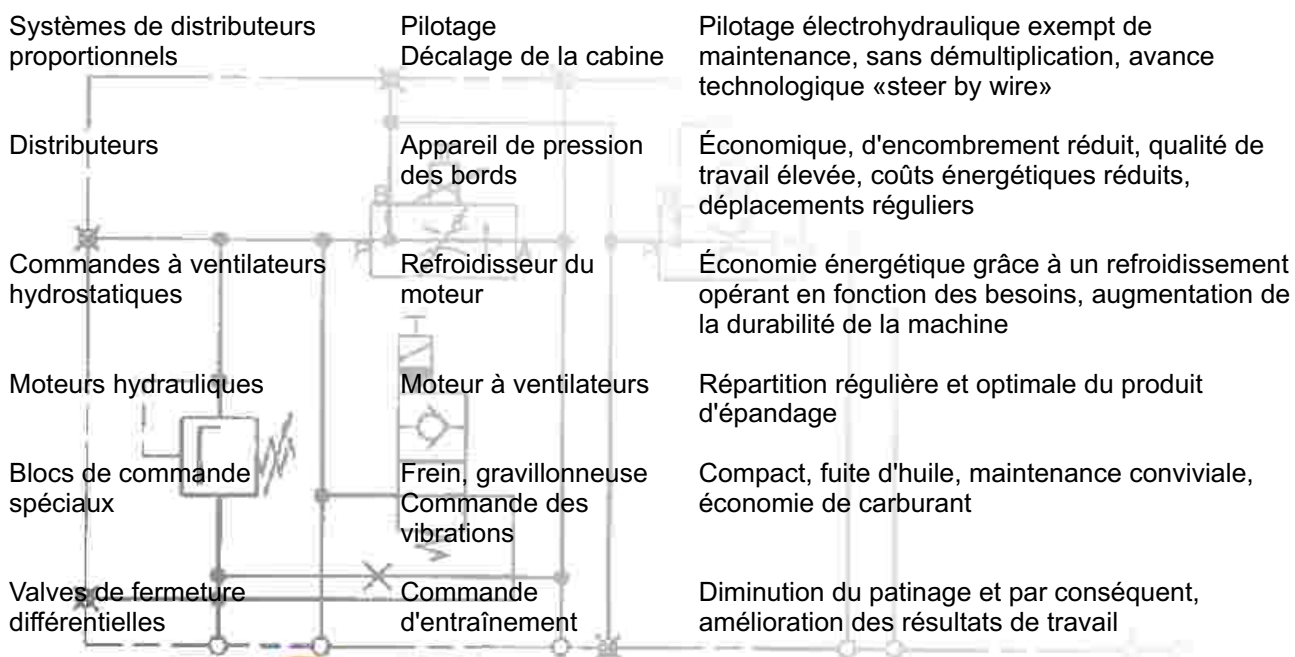 Systèmes de distributeurs
proportionnels
Pilotage
Décalage de la cabine
Pilotage électrohydraulique exempt de
maintenance, sans démultiplication, avance
technologique «steer by wire»
Distributeurs
Appareil de pression
des bords
Économique, d'encombrement réduit, qualité de
travail élevée, coûts énergétiques réduits,
déplacements réguliers
Commandes à ventilateurs
hydrostatiques
Refroidisseur du
moteur
Économie énergétique grâce à un refroidissement
opérant en fonction des besoins, augmentation de
la durabilité de la machine
Moteurs hydrauliques
Moteur à ventilateurs
Répartition régulière et optimale du produit
d'épandage
Blocs de commande
spéciaux
Frein, gravillonneuse
Commande des
vibrations
Compact, fuite d'huile, maintenance conviviale,
économie de carburant
Valves de fermeture
différentielles
Commande
d'entraînement
Diminution du patinage et par conséquent,
amélioration des résultats de travail